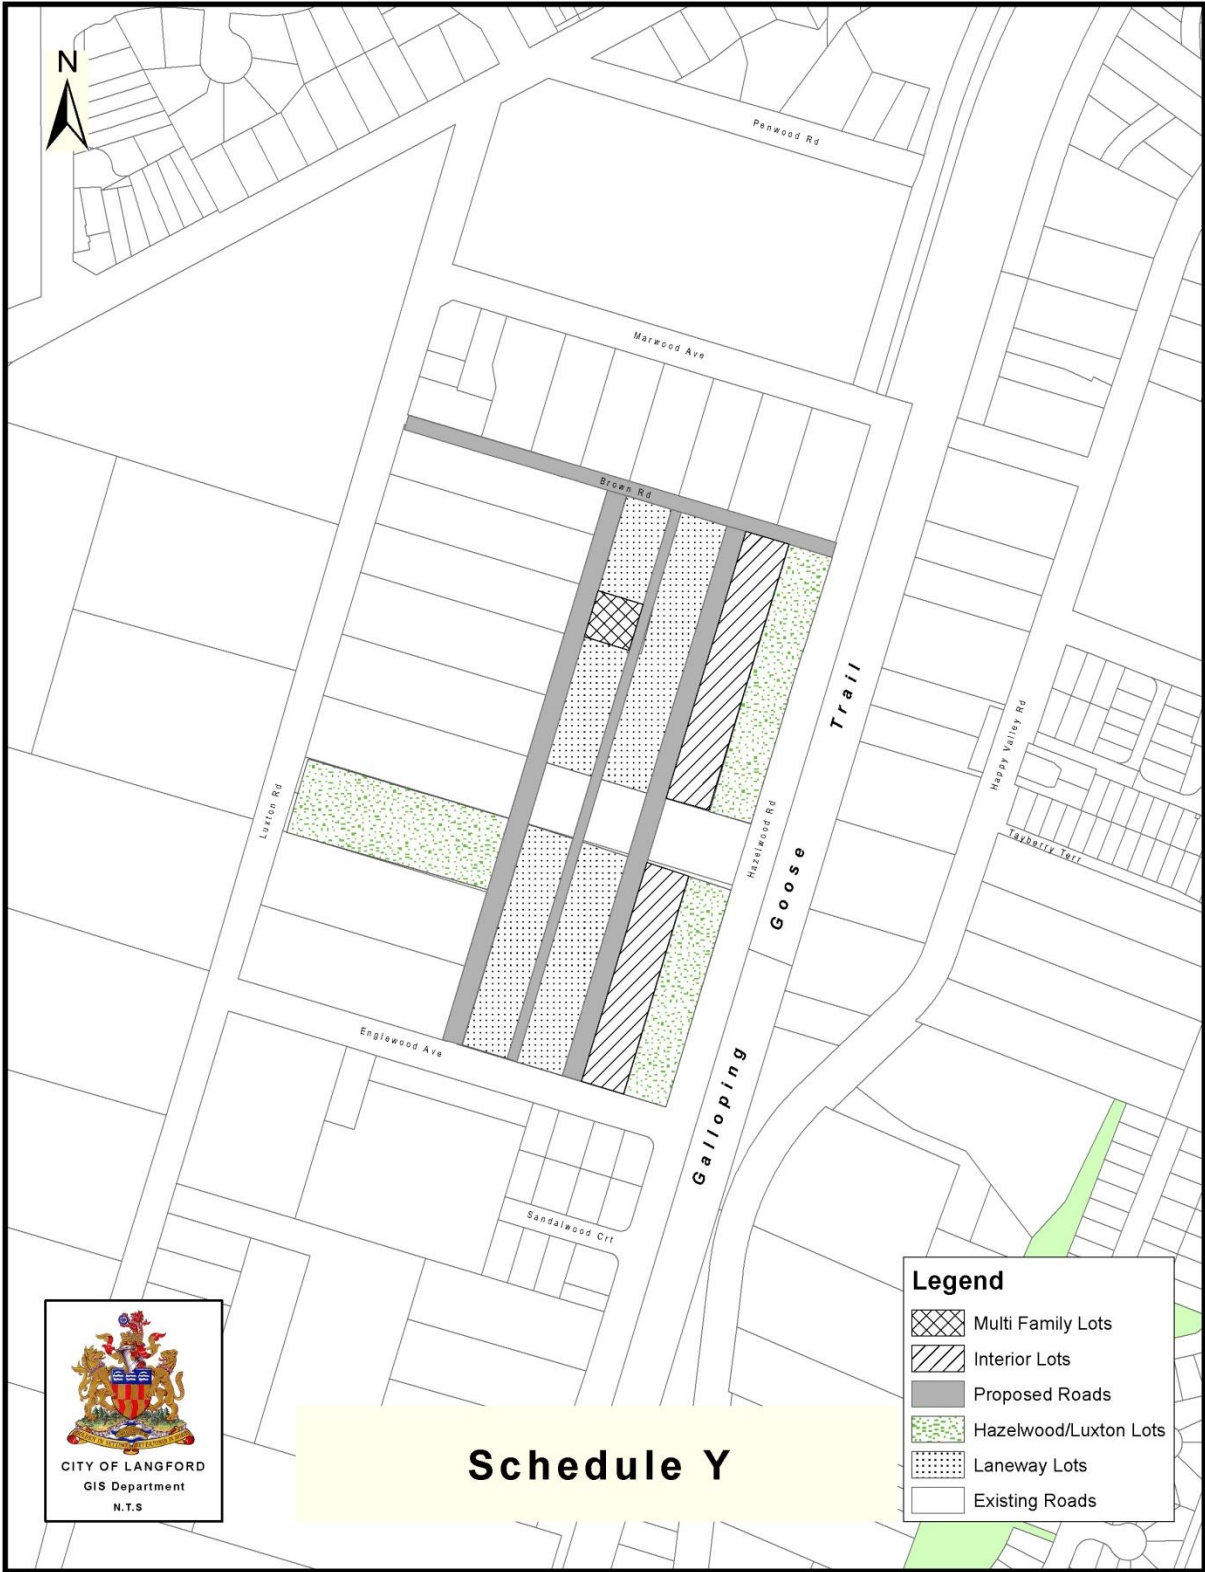 N
Penwood Rd
Marwood Ave
Brown Rd
Trail
Happy Valley Rd
Luxton Rd
Hazelwood Rd
Tayberry Terr
Goose
Englewood Ave
Galloping
Sandalwood Crt
Legend
Multi Family Lots
Interior Lots
Proposed Roads
Hazelwood/Luxton Lots
Laneway Lots
Existing Roads
CITY OF LANGFORD
GIS Department
N.T.S
Schedule Y